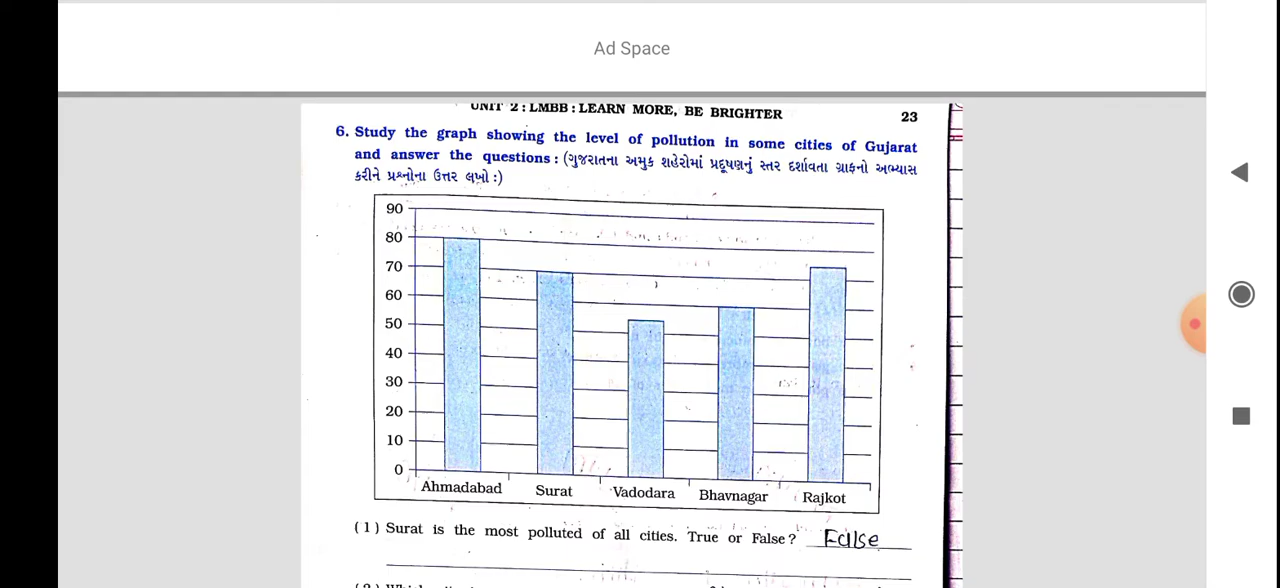 Ad Space
UNIT 2 : LMBB : LEARN MORE, BE BRIGHTER 23
6. Study the graph showing the level of pollution in some cities of Gujarat
and answer the questions : (ગુજરાતના અમુક શહેરોમાં પ્રદૂષણનું સ્તર દર્શાવતા ગ્રાફનો અભ્યાસ
કરીને પ્રશ્નોના ઉત્તર લખો :)
90
80
70
60
50
40
30
20
10
0
Ahmadabad Surat Vadodara Bhavnagar Rajkot
(1) Surat is the most polluted of all cities. True or False? False